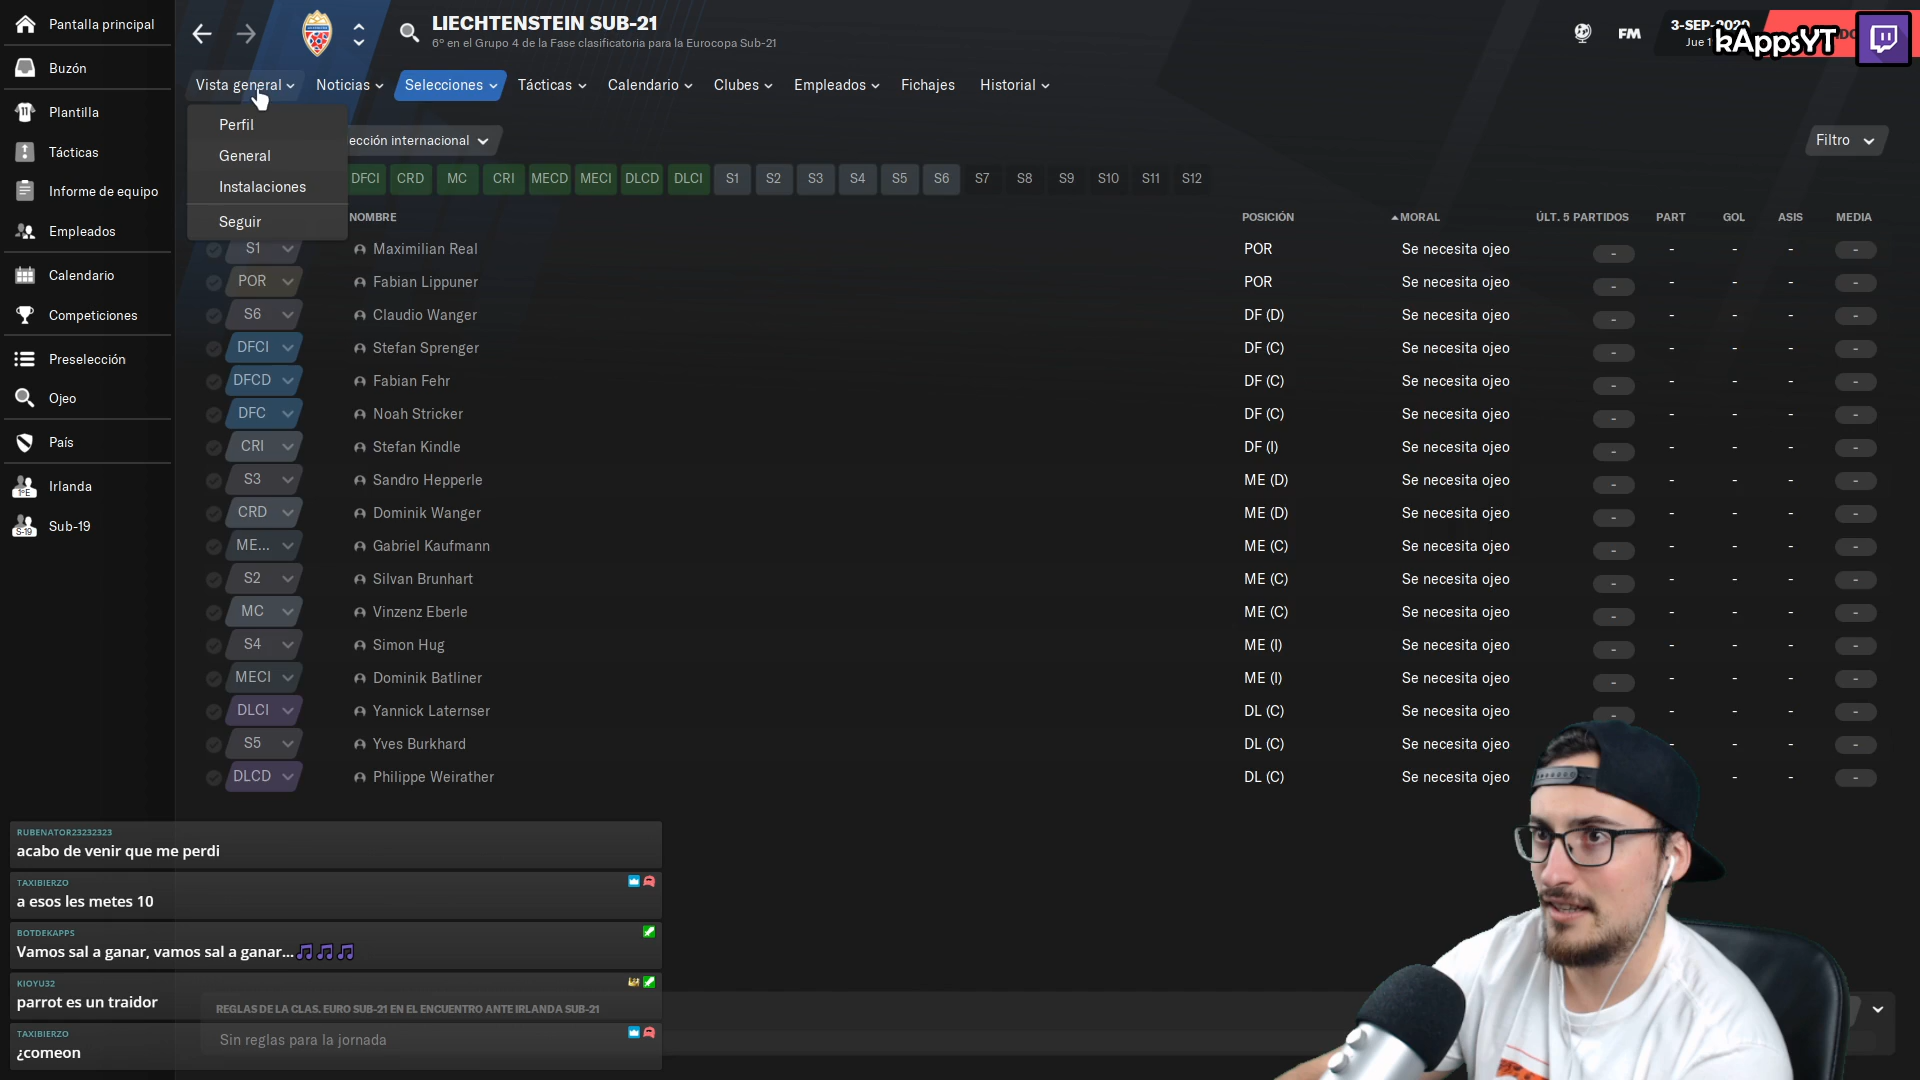 Pantalla principal
Buzón
Plantilla
Tácticas
Informe de equipo
Empleados
Calendario
Competiciones
Preselección
Ojeo
País
1ºE
Irlanda
S-19
Sub-19
LIECHTENSTEIN SUB-21
6º en el Grupo 4 de la Fase clasificatoria para la Eurocopa Sub-21
FM
3-SEP-2020
Jue
kAppsYT
Vista general
Noticias
Selecciones
Tácticas
Calendario
Clubes
Empleados
Fichajes
Historial
Perfil
General
Instalaciones
Seguir
ección internacional
Filtro
DFCI CRD MC CRI MECD MECI DLCD DLCI S1 S2 S3 S4 S5 S6 S7 S8 S9 S10 S11 S12
NOMBRE POSICIÓN MORAL ÚLT. 5 PARTIDOS PART GOL ASIS MEDIA
S1 Maximilian Real POR Se necesita ojeo - - - - -
POR Fabian Lippuner POR Se necesita ojeo - - - - -
S6 Claudio Wanger DF (D) Se necesita ojeo - - - - -
DFCI Stefan Sprenger DF (C) Se necesita ojeo - - - - -
DFCD Fabian Fehr DF (C) Se necesita ojeo - - - - -
DFC Noah Stricker DF (C) Se necesita ojeo - - - - -
CRI Stefan Kindle DF (I) Se necesita ojeo - - - - -
S3 Sandro Hepperle ME (D) Se necesita ojeo - - - - -
CRD Dominik Wanger ME (D) Se necesita ojeo - - - - -
ME... Gabriel Kaufmann ME (C) Se necesita ojeo - - - - -
S2 Silvan Brunhart ME (C) Se necesita ojeo - - - - -
MC Vinzenz Eberle ME (C) Se necesita ojeo - - - - -
S4 Simon Hug ME (I) Se necesita ojeo - - - - -
MECI Dominik Batliner ME (I) Se necesita ojeo - - - - -
DLCI Yannick Laternser DL (C) Se necesita ojeo - - - - -
S5 Yves Burkhard DL (C) Se necesita ojeo - - - -
DLCD Philippe Weirather DL (C) Se necesita ojeo - - -
RUBENATOR23232323
acabo de venir que me perdi
TAXIBIERZO
a esos les metes 10
BOTDEKAPPS
Vamos sal a ganar, vamos sal a ganar...🎵🎵🎵
KIOYU32
parrot es un traidor
REGLAS DE LA CLAS. EURO SUB-21 EN EL ENCUENTRO ANTE IRLANDA SUB-21
Sin reglas para la jornada
TAXIBIERZO
¿comeon